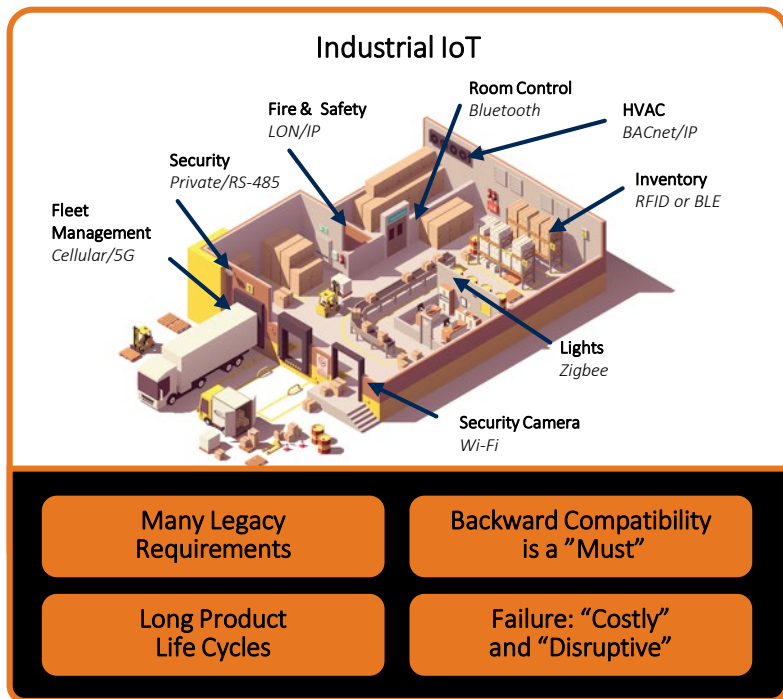 Industrial IoT
Room Control
Bluetooth
Fire & Safety
LON/IP
HVAC
BACnet/IP
Security
Private/RS-485
Inventory
RFID or BLE
Fleet
Management
Cellular/5G
Lights
Zigbee
Security Camera
Wi-Fi
Many Legacy
Requirements
Backward Compatibility
is a ”Must”
Long Product
Life Cycles
Failure: “Costly”
and “Disruptive”